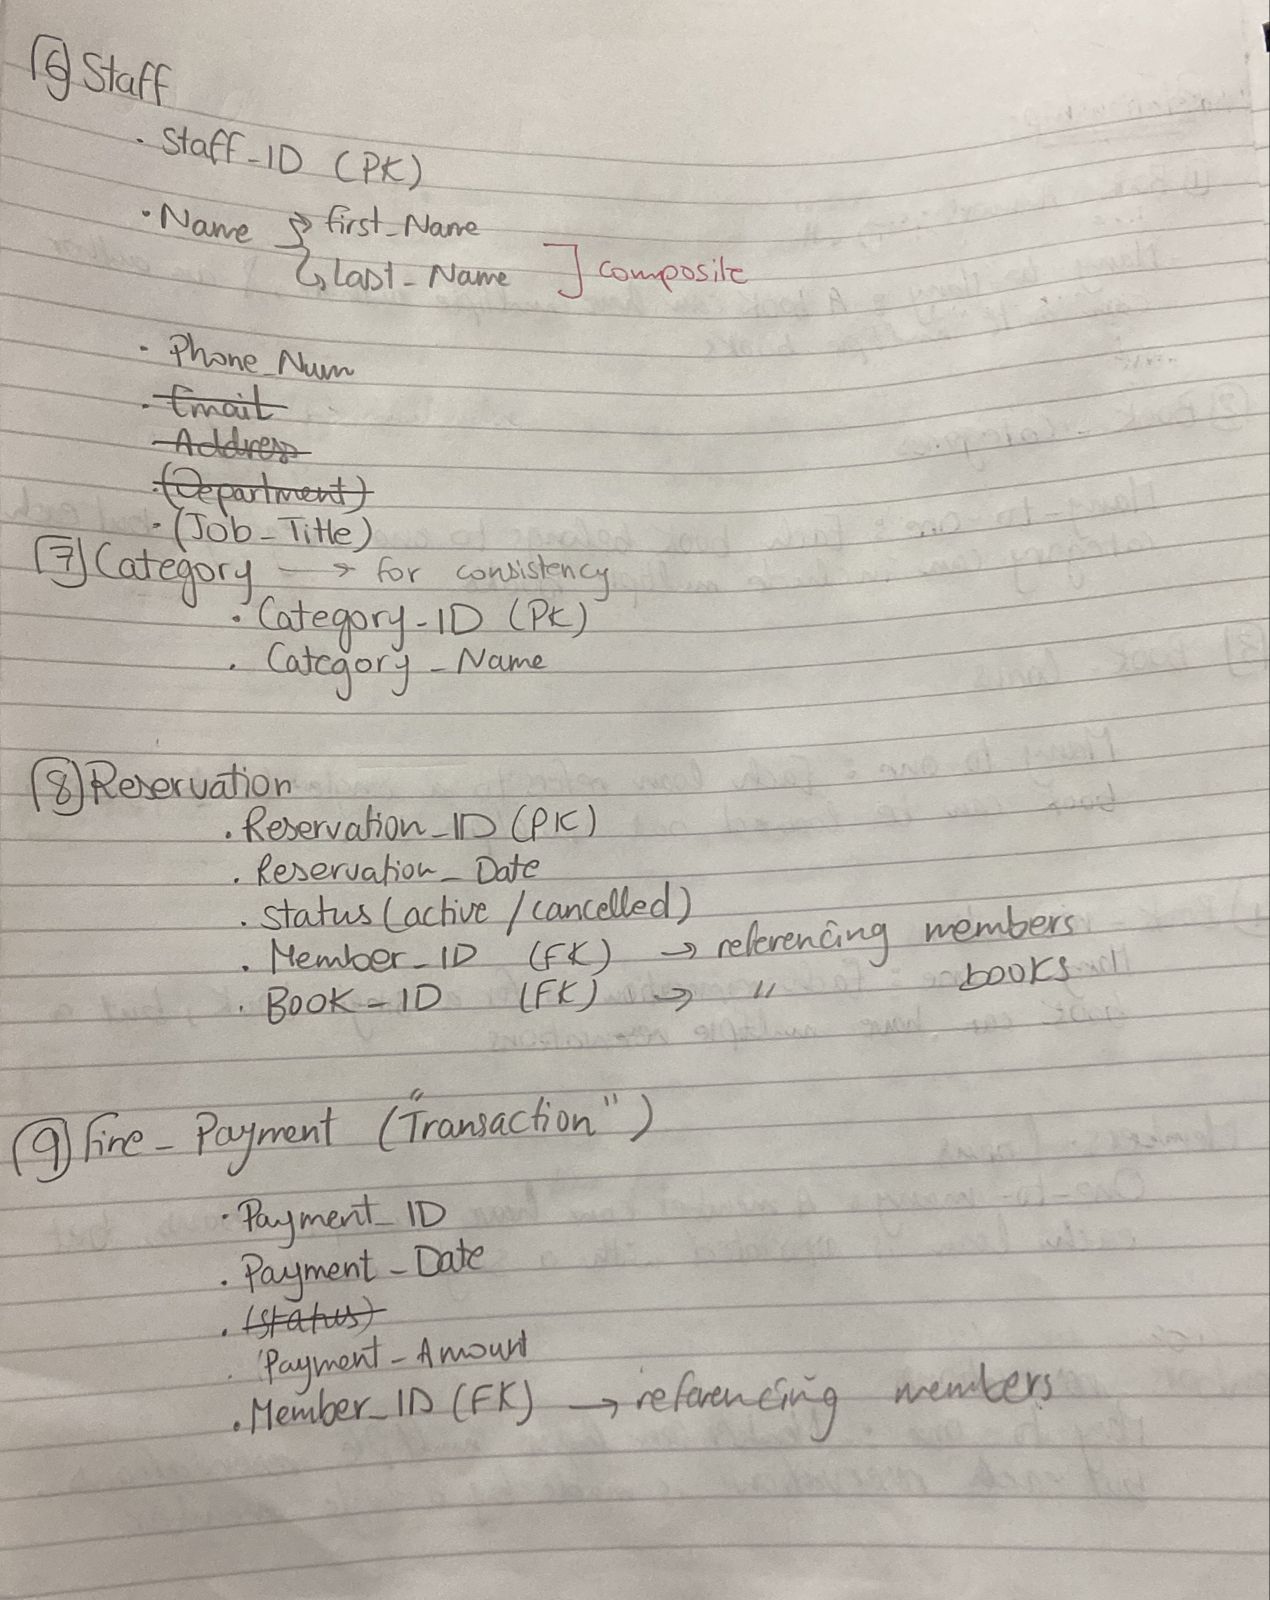 6 Staff
· Staff_ID (PK)
· Name → first_Name
↳ Last_Name ] composite
· Phone_Num
· Email
Address
· (Department)
· (Job_Title)
7 Category → for consistency
· Category_ID (PK)
· Category_Name
8 Reservation
· Reservation_ID (PK)
· Reservation_Date
· Status (active / cancelled)
· Member_ID (FK) → referencing members
· Book_ID (FK) → " books
9 fine_Payment ("Transaction")
· Payment_ID
· Payment_Date
· (status)
· Payment_Amount
· Member_ID (FK) → referencing members